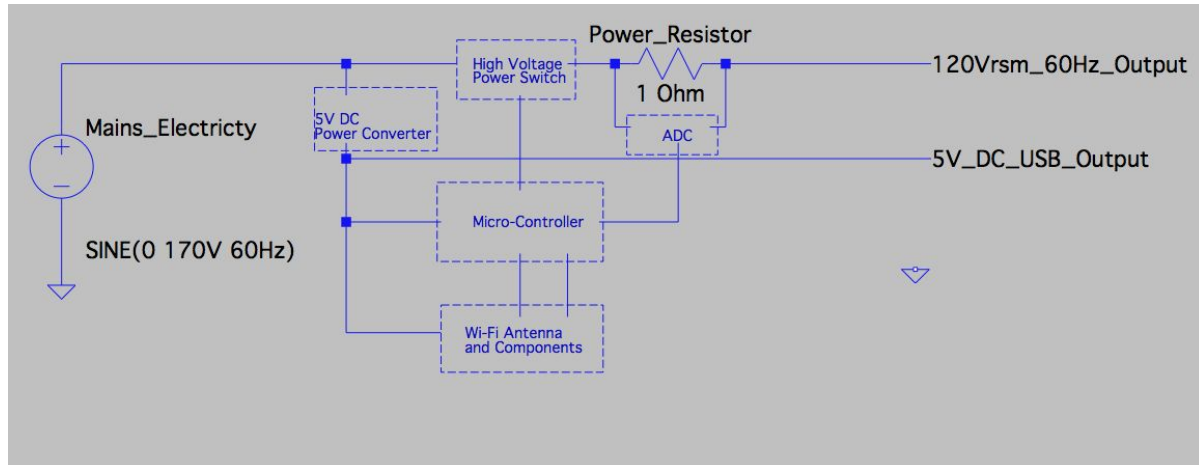 Power_Resistor
High Voltage
Power Switch
120Vrsm_60Hz_Output
1 Ohm
5V DC
Power Converter
Mains_Electricty
ADC
5V_DC_USB_Output
Micro-Controller
SINE(0 170V 60Hz)
Wi-Fi Antenna
and Components